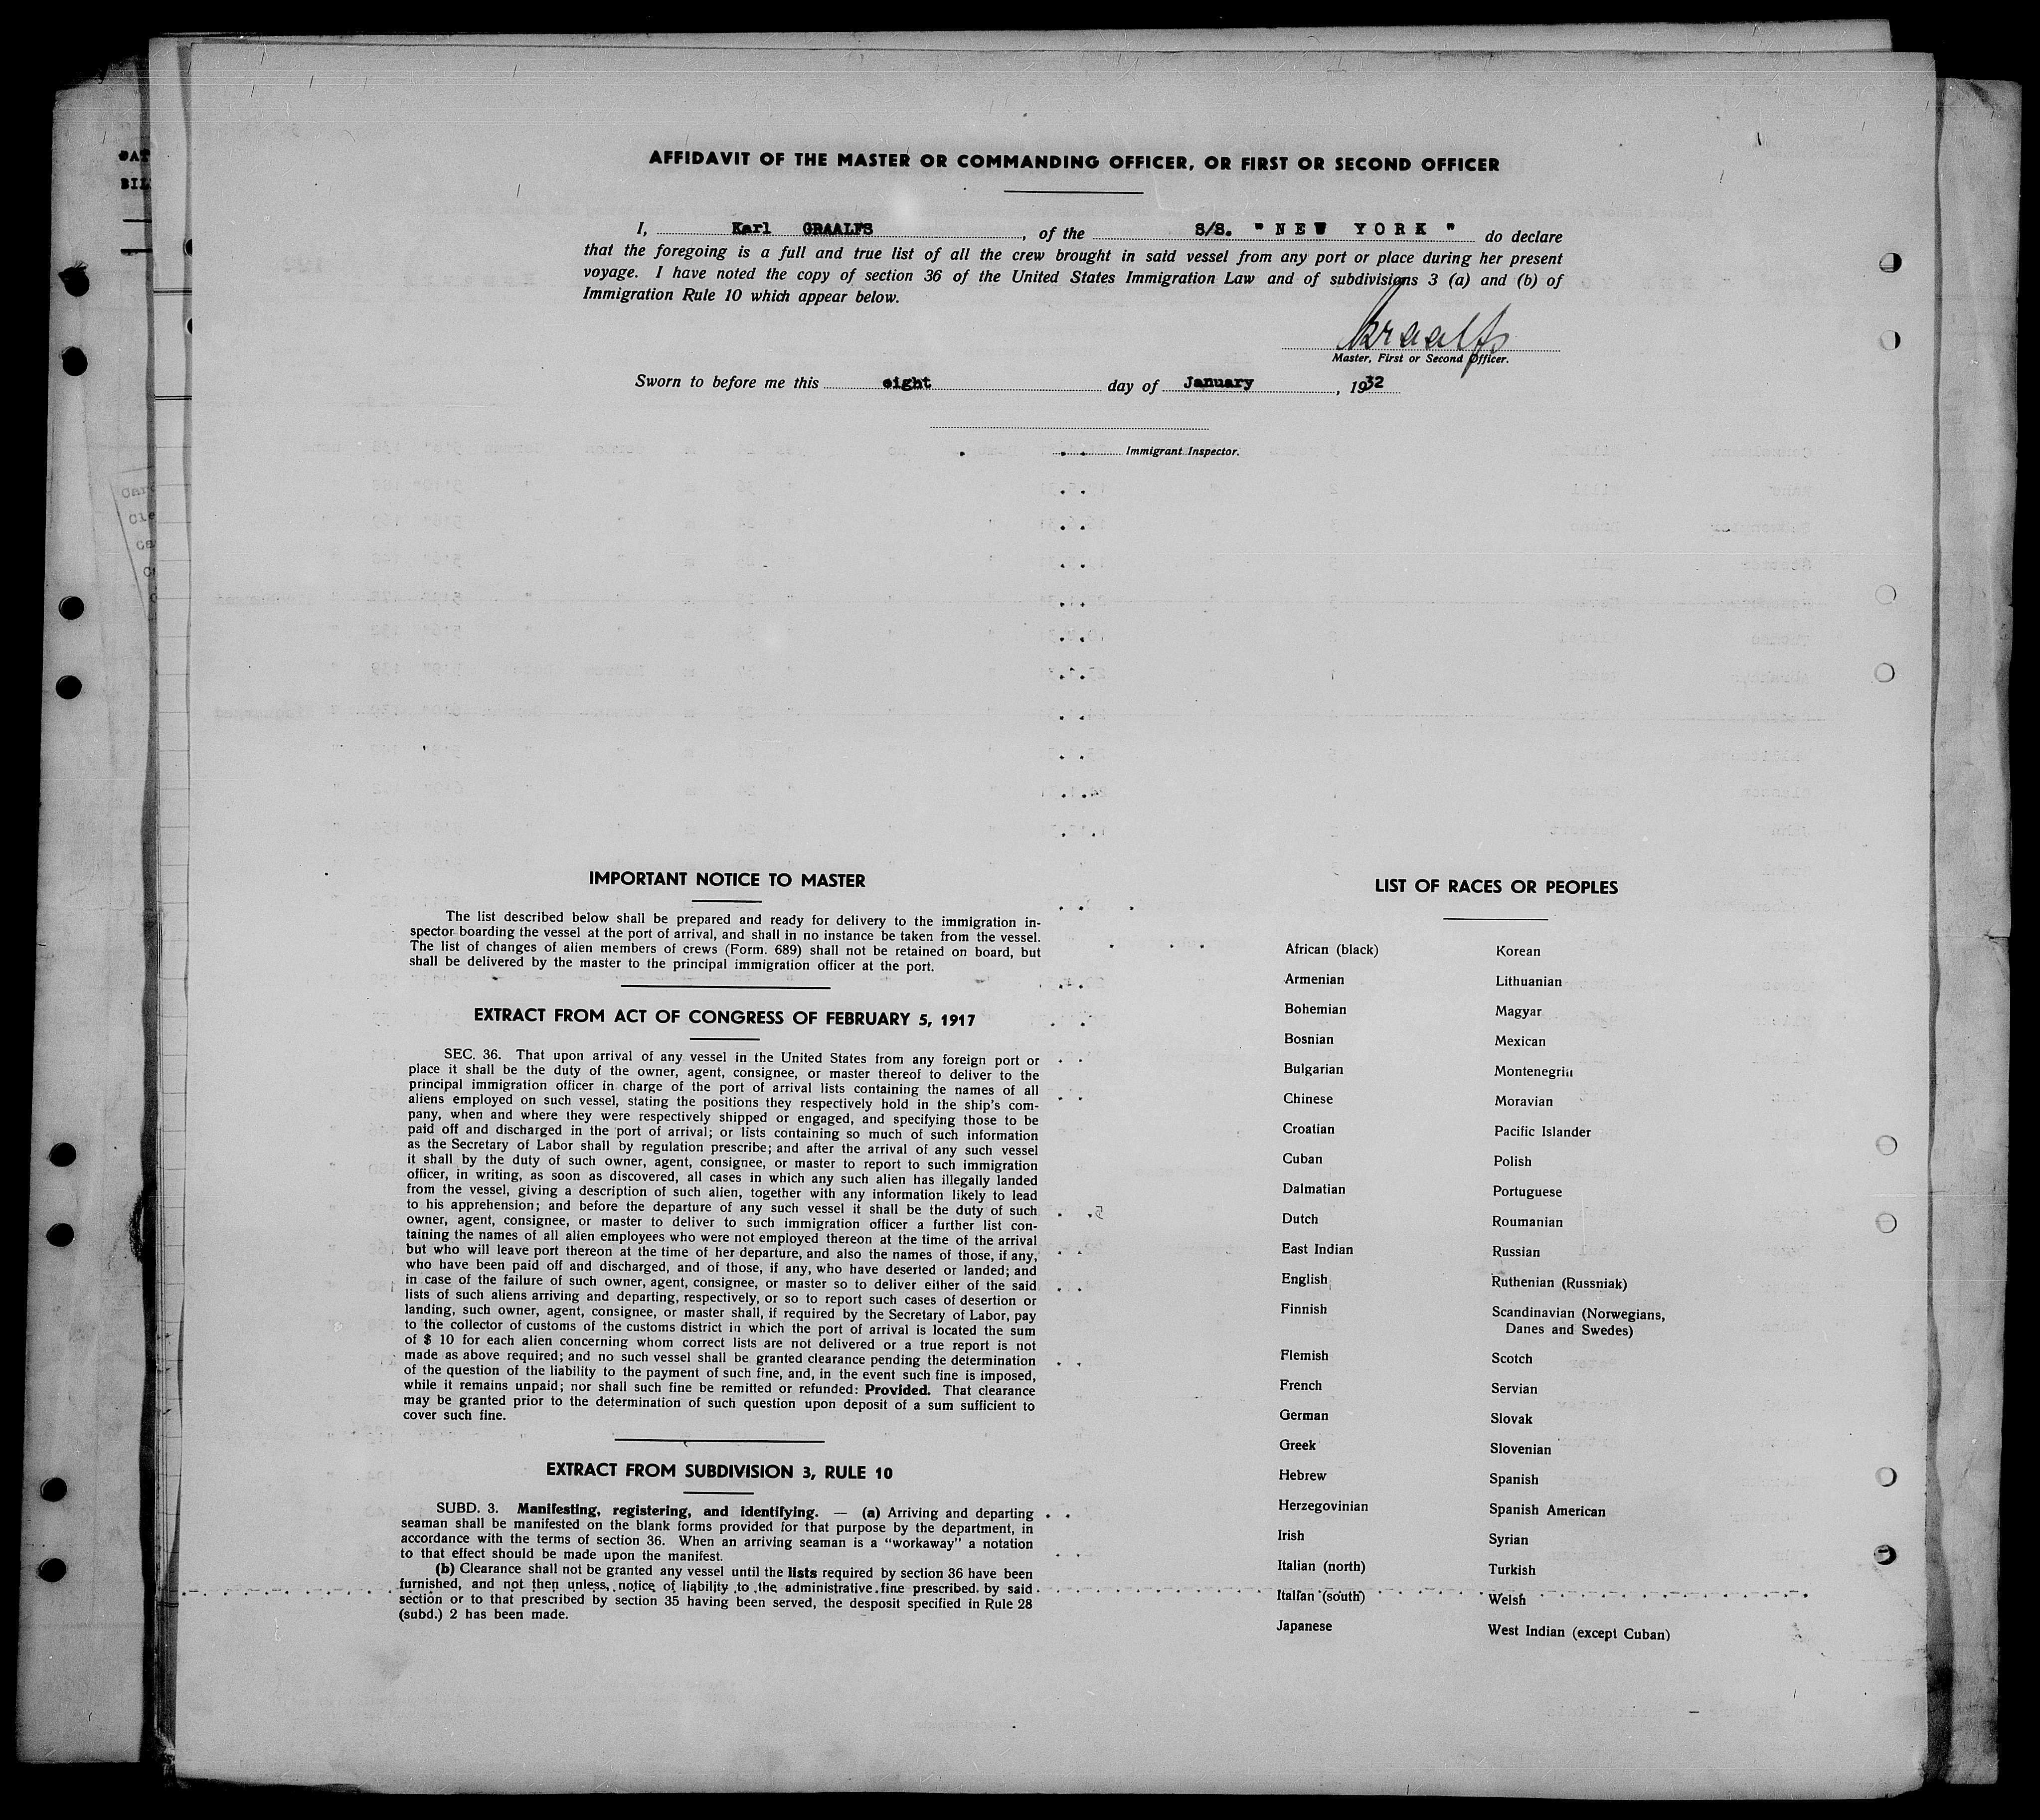 AFFIDAVIT OF THE MASTER OR COMMANDING OFFICER, OR FIRST OR SECOND OFFICER
I, Karl GRAALFS, of the S/S. " N E W Y O R K " do declare
that the foregoing is a full and true list of all the crew brought in said vessel from any port or place during her present
voyage. I have noted the copy of section 36 of the United States Immigration Law and of subdivisions 3 (a) and (b) of
Immigration Rule 10 which appear below.
Graalfs
Master, First or Second Officer.
Sworn to before me this eight day of January, 1932
Immigrant Inspector.
IMPORTANT NOTICE TO MASTER
The list described below shall be prepared and ready for delivery to the immigration in-
spector boarding the vessel at the port of arrival, and shall in no instance be taken from the vessel.
The list of changes of alien members of crews (Form. 689) shall not be retained on board, but
shall be delivered by the master to the principal immigration officer at the port.
EXTRACT FROM ACT OF CONGRESS OF FEBRUARY 5, 1917
SEC. 36. That upon arrival of any vessel in the United States from any foreign port or
place it shall be the duty of the owner, agent, consignee, or master thereof to deliver to the
principal immigration officer in charge of the port of arrival lists containing the names of all
aliens employed on such vessel, stating the positions they respectively hold in the ship's com-
pany, when and where they were respectively shipped or engaged, and specifying those to be
paid off and discharged in the port of arrival; or lists containing so much of such information
as the Secretary of Labor shall by regulation prescribe; and after the arrival of any such vessel
it shall by the duty of such owner, agent, consignee, or master to report to such immigration
officer, in writing, as soon as discovered, all cases in which any such alien has illegally landed
from the vessel, giving a description of such alien, together with any information likely to lead
to his apprehension; and before the departure of any such vessel it shall be the duty of such
owner, agent, consignee, or master to deliver to such immigration officer a further list con-
taining the names of all alien employees who were not employed thereon at the time of the arrival
but who will leave port thereon at the time of her departure, and also the names of those, if any,
who have been paid off and discharged, and of those, if any, who have deserted or landed; and
in case of the failure of such owner, agent, consignee, or master so to deliver either of the said
lists of such aliens arriving and departing, respectively, or so to report such cases of desertion or
landing, such owner, agent, consignee, or master shall, if required by the Secretary of Labor, pay
to the collector of customs of the customs district in which the port of arrival is located the sum
of $ 10 for each alien concerning whom correct lists are not delivered or a true report is not
made as above required; and no such vessel shall be granted clearance pending the determination
of the question of the liability to the payment of such fine, and, in the event such fine is imposed,
while it remains unpaid; nor shall such fine be remitted or refunded: Provided. That clearance
may be granted prior to the determination of such question upon deposit of a sum sufficient to
cover such fine.
EXTRACT FROM SUBDIVISION 3, RULE 10
SUBD. 3. Manifesting, registering, and identifying. — (a) Arriving and departing
seaman shall be manifested on the blank forms provided for that purpose by the department, in
accordance with the terms of section 36. When an arriving seaman is a "workaway" a notation
to that effect should be made upon the manifest.
(b) Clearance shall not be granted any vessel until the lists required by section 36 have been
furnished, and not then unless notice of liability to the administrative fine prescribed by said
section or to that prescribed by section 35 having been served, the desposit specified in Rule 28
(subd.) 2 has been made.
LIST OF RACES OR PEOPLES
African (black)
Armenian
Bohemian
Bosnian
Bulgarian
Chinese
Croatian
Cuban
Dalmatian
Dutch
East Indian
English
Finnish
Flemish
French
German
Greek
Hebrew
Herzegovinian
Irish
Italian (north)
Italian (south)
Japanese
Korean
Lithuanian
Magyar
Mexican
Montenegrin
Moravian
Pacific Islander
Polish
Portuguese
Roumanian
Russian
Ruthenian (Russniak)
Scandinavian (Norwegians,
Danes and Swedes)
Scotch
Servian
Slovak
Slovenian
Spanish
Spanish American
Syrian
Turkish
Welsh
West Indian (except Cuban)